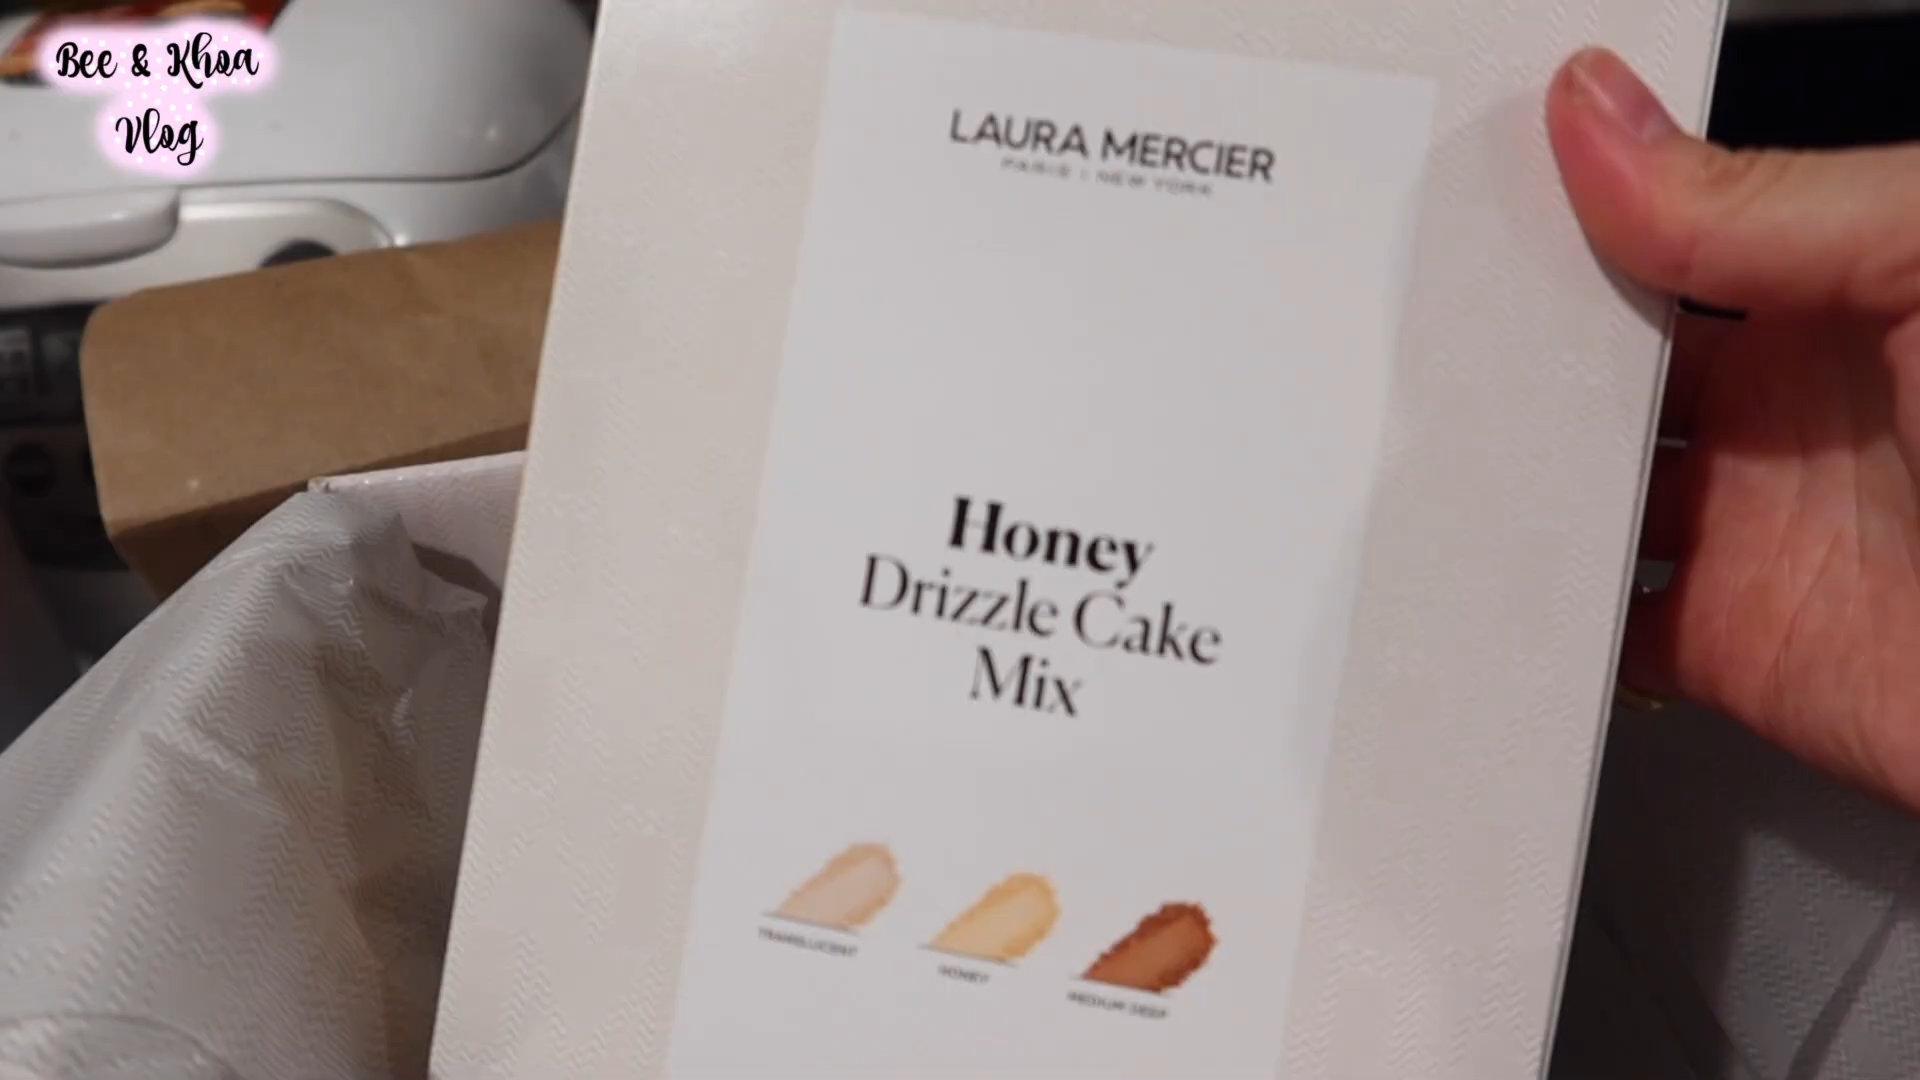 Bee & Khoa
Vlog
LAURA MERCIER
PARIS | NEW YORK
Honey
Drizzle Cake
Mix
TRANSLUCENT
HONEY
MEDIUM DEEP